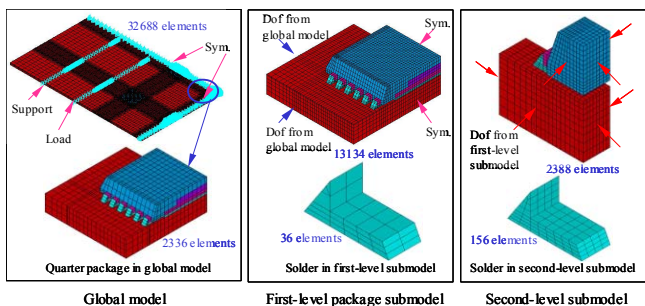 32688 elements
Sym.
Support
Load
2336 elements
Quarter package in global model
Global model
Dof from
global model
Sym.
Dof from
global model
Sym.
13134 elements
36 elements
Solder in first-level submodel
First-level package submodel
Dof from
first-level
submodel
2388 elements
156 elements
Solder in second-level submodel
Second-level submodel